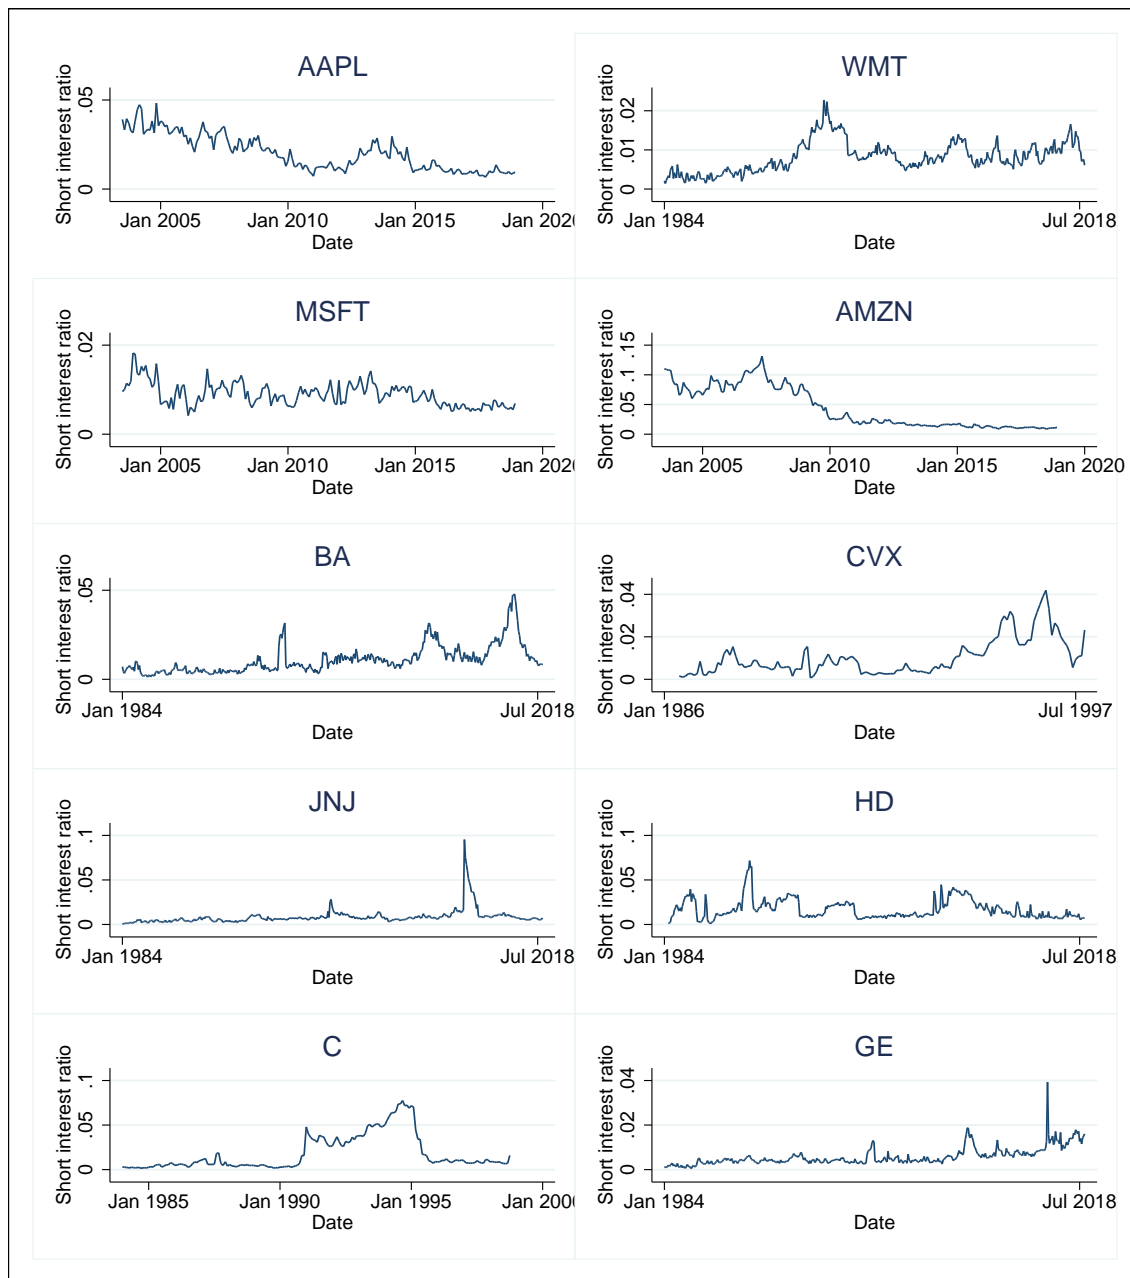 AAPL
Short interest ratio
.05
0
Jan 2005 Jan 2010 Jan 2015 Jan 2020
Date
WMT
Short interest ratio
.02
.01
0
Jan 1984 Jul 2018
Date
MSFT
Short interest ratio
.02
0
Jan 2005 Jan 2010 Jan 2015 Jan 2020
Date
AMZN
Short interest ratio
.15
.1
.05
0
Jan 2005 Jan 2010 Jan 2015 Jan 2020
Date
BA
Short interest ratio
.05
0
Jan 1984 Jul 2018
Date
CVX
Short interest ratio
.04
.02
0
Jan 1986 Jul 1997
Date
JNJ
Short interest ratio
.1
.05
0
Jan 1984 Jul 2018
Date
HD
Short interest ratio
.1
.05
0
Jan 1984 Jul 2018
Date
C
Short interest ratio
.1
.05
0
Jan 1985 Jan 1990 Jan 1995 Jan 2000
Date
GE
Short interest ratio
.04
.02
0
Jan 1984 Jul 2018
Date